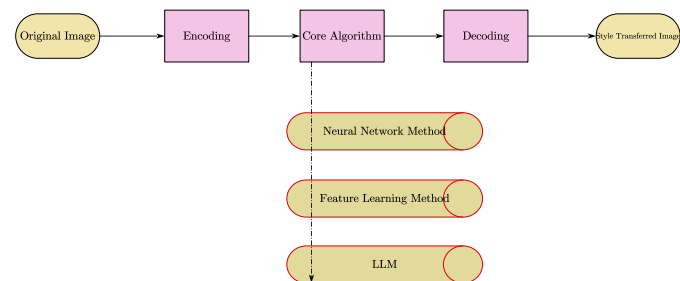 Original Image
Encoding
Core Algorithm
Decoding
Style Transferred Image
Neural Network Method
Feature Learning Method
LLM